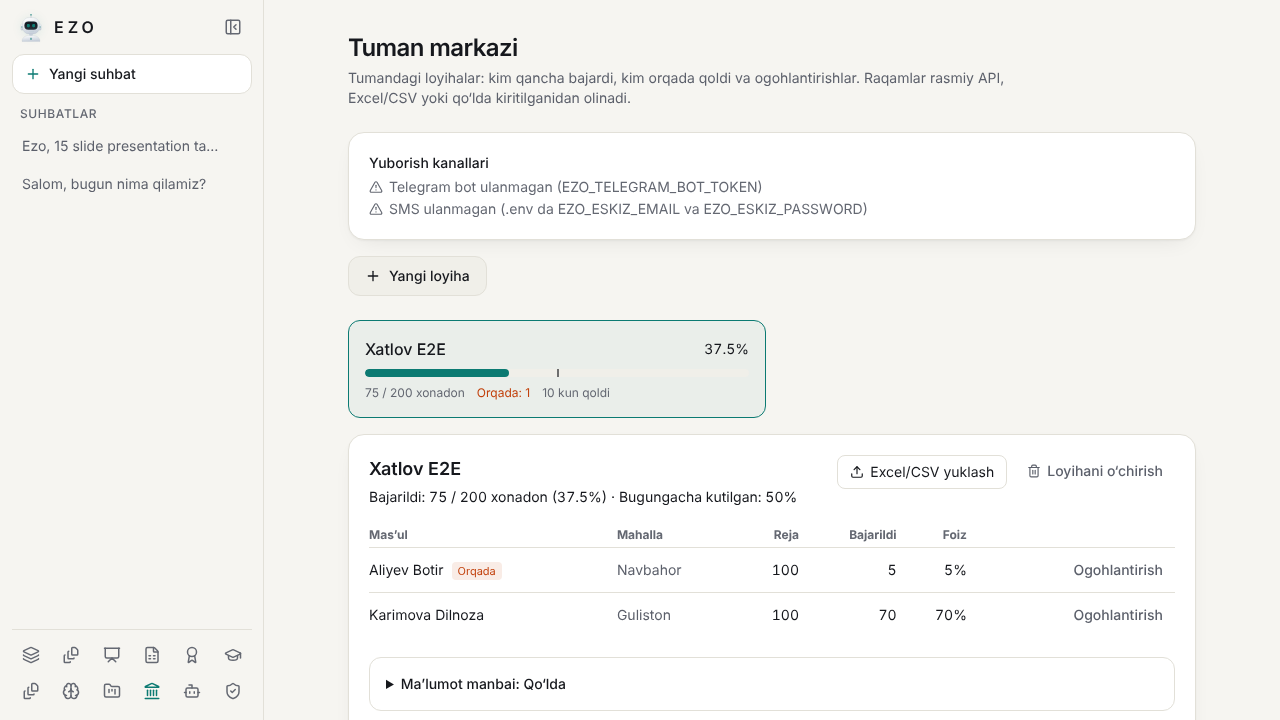 EZO
Yangi suhbat
SUHBATLAR
Ezo, 15 slide presentation ta...
Salom, bugun nima qilamiz?
Tuman markazi
Tumandagi loyihalar: kim qancha bajardi, kim orqada qoldi va ogohlantirishlar. Raqamlar rasmiy API,
Excel/CSV yoki qo‘lda kiritilganidan olinadi.
Yuborish kanallari
Telegram bot ulanmagan (EZO_TELEGRAM_BOT_TOKEN)
SMS ulanmagan (.env da EZO_ESKIZ_EMAIL va EZO_ESKIZ_PASSWORD)
Yangi loyiha
Xatlov E2E 37.5%
75 / 200 xonadon Orqada: 1 10 kun qoldi
Xatlov E2E Excel/CSV yuklash Loyihani o‘chirish
Bajarildi: 75 / 200 xonadon (37.5%) · Bugungacha kutilgan: 50%
Mas’ul Mahalla Reja Bajarildi Foiz
Aliyev Botir Orqada Navbahor 100 5 5% Ogohlantirish
Karimova Dilnoza Guliston 100 70 70% Ogohlantirish
Ma’lumot manbai: Qo‘lda